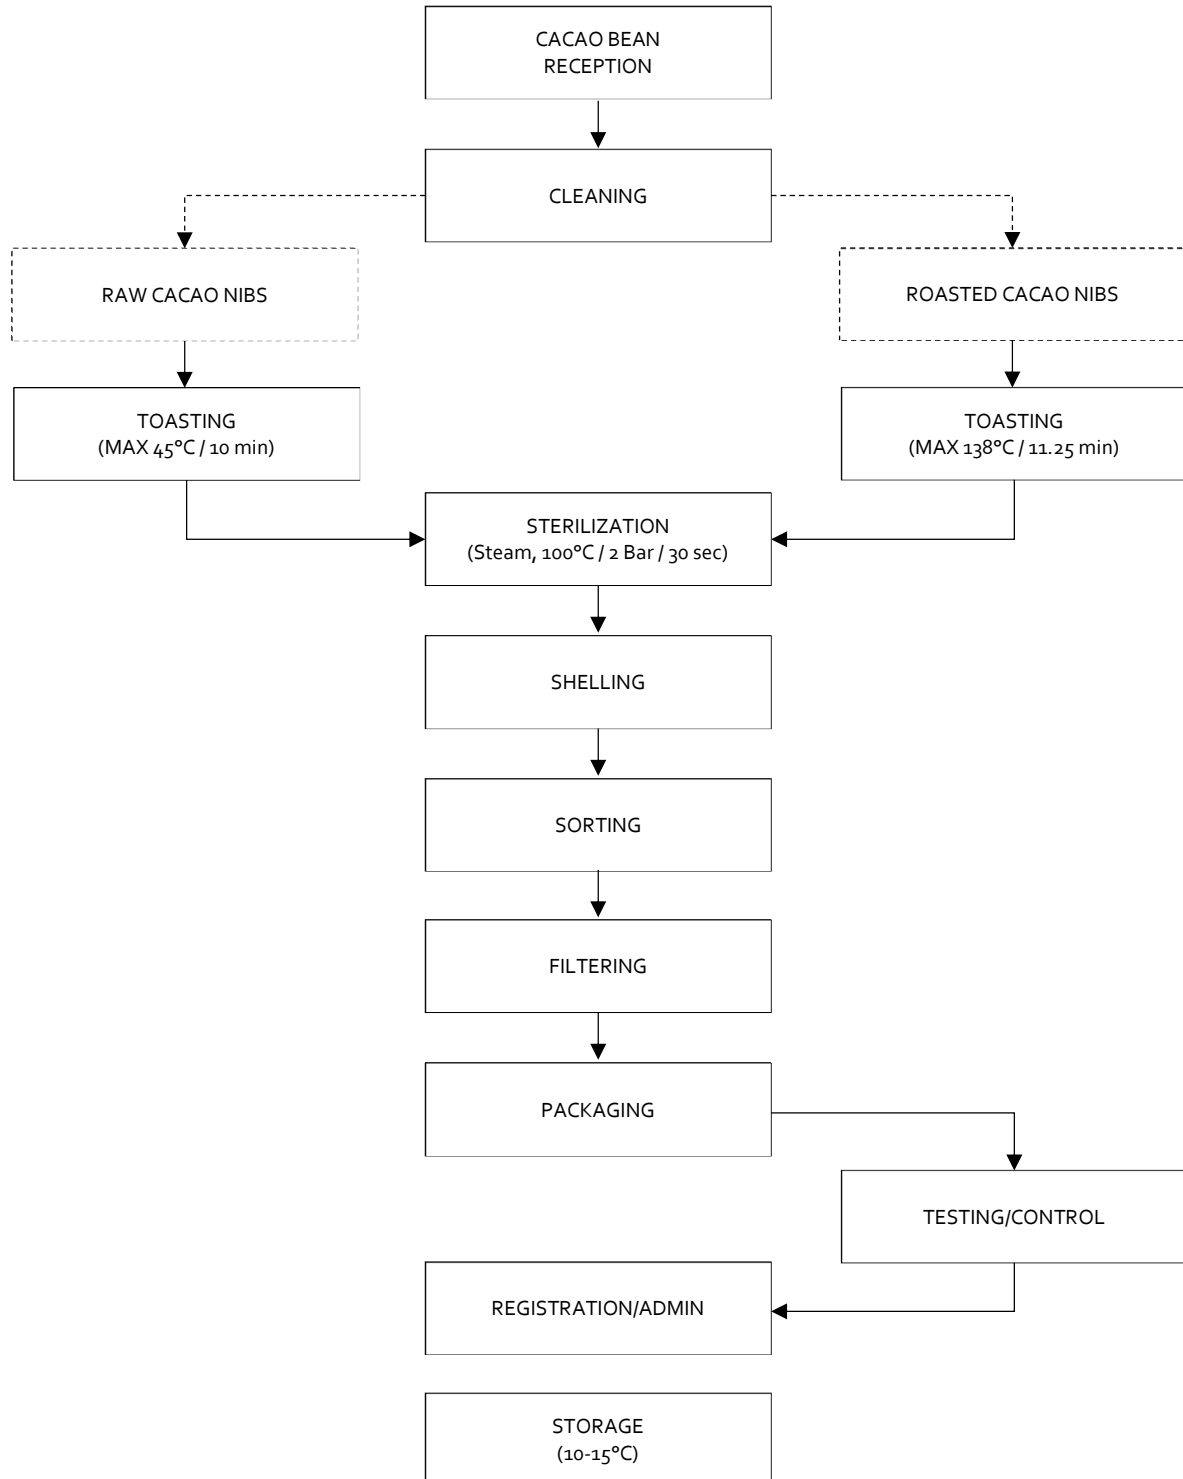 CACAO BEAN
RECEPTION
CLEANING
RAW CACAO NIBS
ROASTED CACAO NIBS
TOASTING
(MAX 45°C / 10 min)
TOASTING
(MAX 138°C / 11.25 min)
STERILIZATION
(Steam, 100°C / 2 Bar / 30 sec)
SHELLING
SORTING
FILTERING
PACKAGING
TESTING/CONTROL
REGISTRATION/ADMIN
STORAGE
(10-15°C)